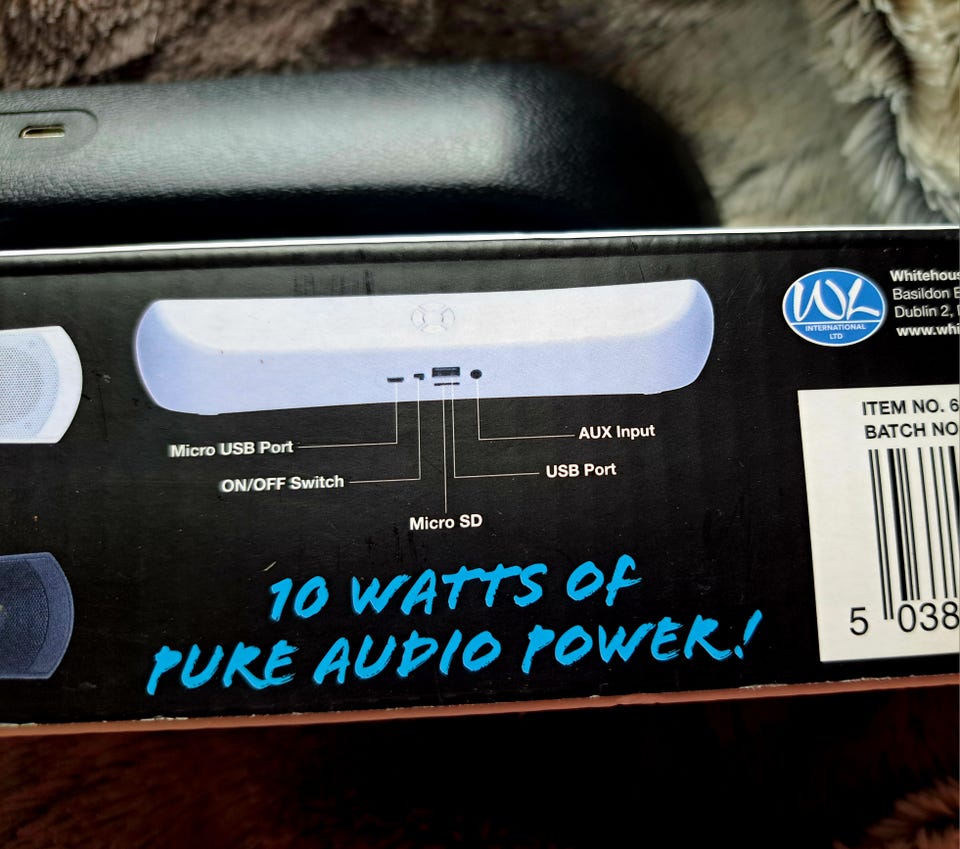 WL
INTERNATIONAL
LTD
Basildon
Dublin 2,
ITEM NO. 6
BATCH NO
5 038
AUX Input
Micro USB Port
USB Port
ON/OFF Switch
Micro SD
10 WATTS OF
PURE AUDIO POWER!